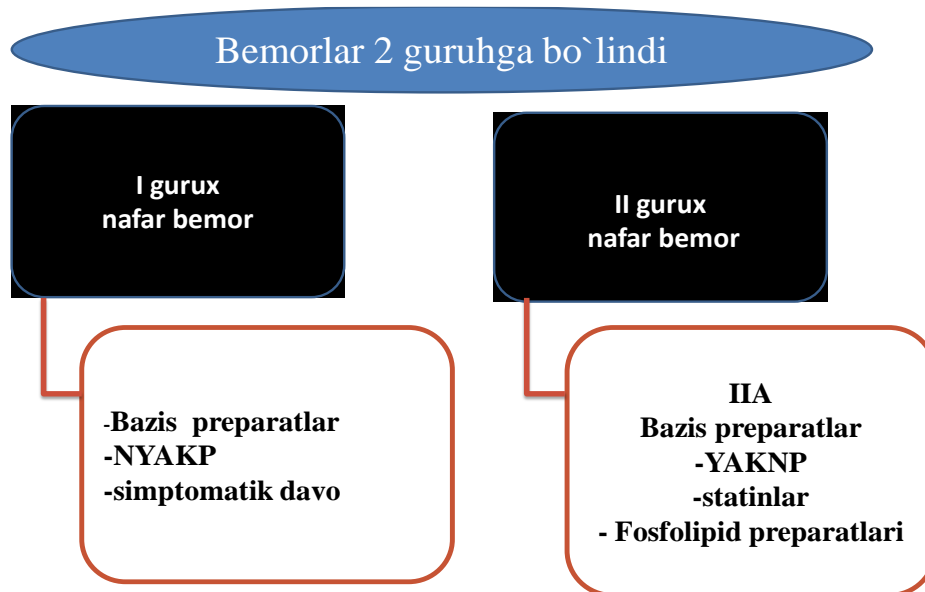 Bemorlar 2 guruhga bo`lindi
I gurux
nafar bemor
II gurux
nafar bemor
-Bazis preparatlar
-NYAKP
-simptomatik davo
IIA
Bazis preparatlar
-YAKNP
-statinlar
- Fosfolipid preparatlari